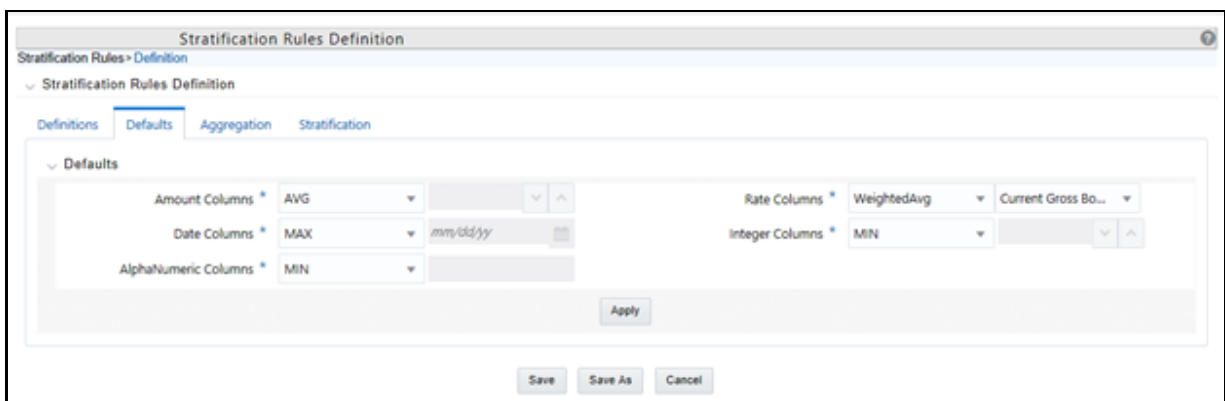 Stratification Rules Definition
Stratification Rules > Definition
Stratification Rules Definition
Definitions Defaults Aggregation Stratification
Defaults
Amount Columns * AVG Rate Columns * WeightedAvg Current Gross Bo...
Date Columns * MAX mm/dd/yy Integer Columns * MIN
AlphaNumeric Columns * MIN
Apply
Save Save As Cancel